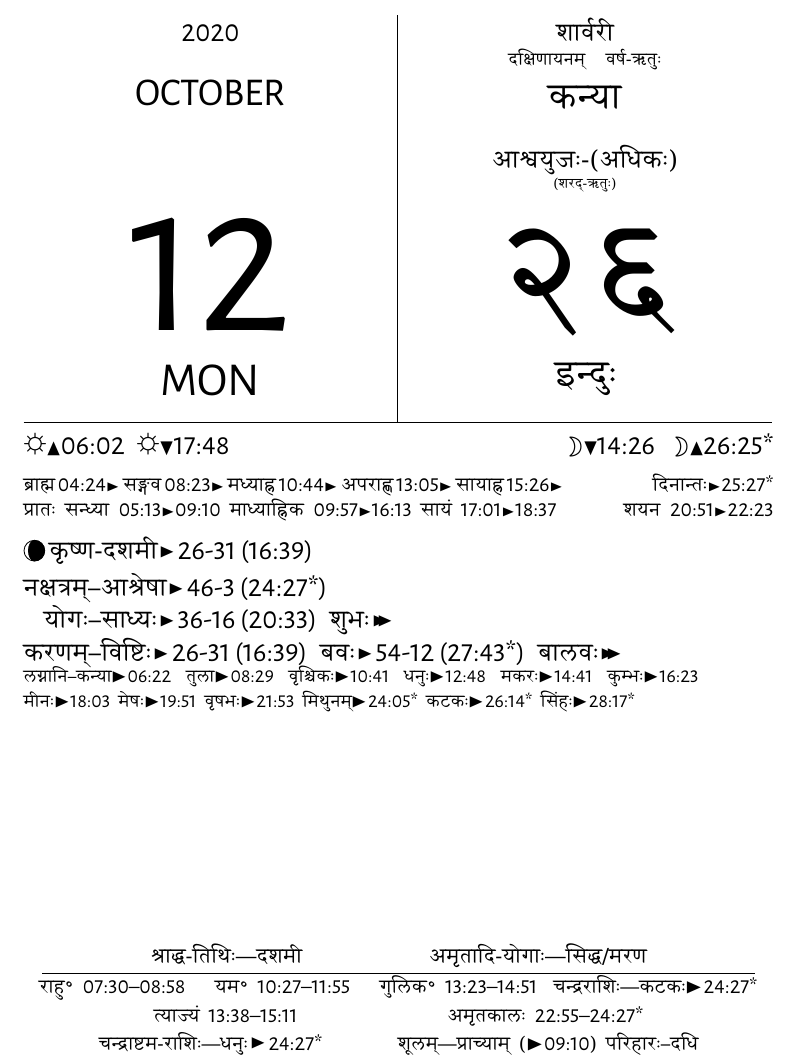 2020
OCTOBER
12
MON
शार्वरी
दक्षिणायनम् वर्ष-ऋतुः
कन्या
आश्वयुजः-(अधिकः)
(शरद्-ऋतुः)
२६
इन्दुः
☼▲06:02 ☼▼17:48 ☽▼14:26 ☽▲26:25*
ब्राह्म 04:24► सङ्गव 08:23► मध्याह्न 10:44► अपराह्ण 13:05► सायाह्न 15:26► दिनान्तः►25:27*
प्रातः सन्ध्या 05:13►09:10 माध्याह्निक 09:57►16:13 सायं 17:01►18:37 शयन 20:51►22:23
कृष्ण-दशमी► 26-31 (16:39)
नक्षत्रम्–आश्रेषा► 46-3 (24:27*)
योगः–साध्यः► 36-16 (20:33) शुभः►►
करणम्–विष्टिः► 26-31 (16:39) बवः► 54-12 (27:43*) बालवः►►
लग्नानि–कन्या►06:22 तुला►08:29 वृश्चिकः►10:41 धनुः►12:48 मकरः►14:41 कुम्भः►16:23
मीनः►18:03 मेषः►19:51 वृषभः►21:53 मिथुनम्►24:05* कटकः►26:14* सिंहः►28:17*
श्राद्ध-तिथिः—दशमी अमृतादि-योगाः—सिद्ध/मरण
राहु° 07:30–08:58 यम° 10:27–11:55 गुलिक° 13:23–14:51 चन्द्रराशिः—कटकः►24:27*
त्याज्यं 13:38–15:11 अमृतकालः 22:55–24:27*
चन्द्राष्टम-राशिः—धनुः► 24:27* शूलम्—प्राच्याम् (►09:10) परिहारः–दधि